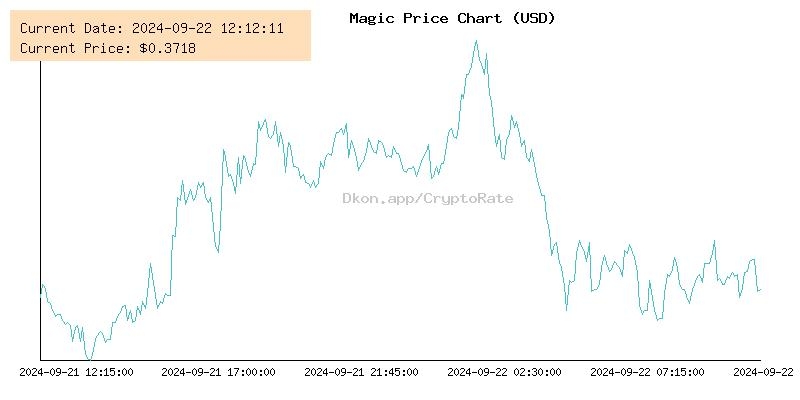 Magic Price Chart (USD)
Current Date: 2024-09-22 12:12:11
Current Price: $0.3718
Dkon.app/CryptoRate
2024-09-21 12:15:00 2024-09-21 17:00:00 2024-09-21 21:45:00 2024-09-22 02:30:00 2024-09-22 07:15:00 2024-09-22